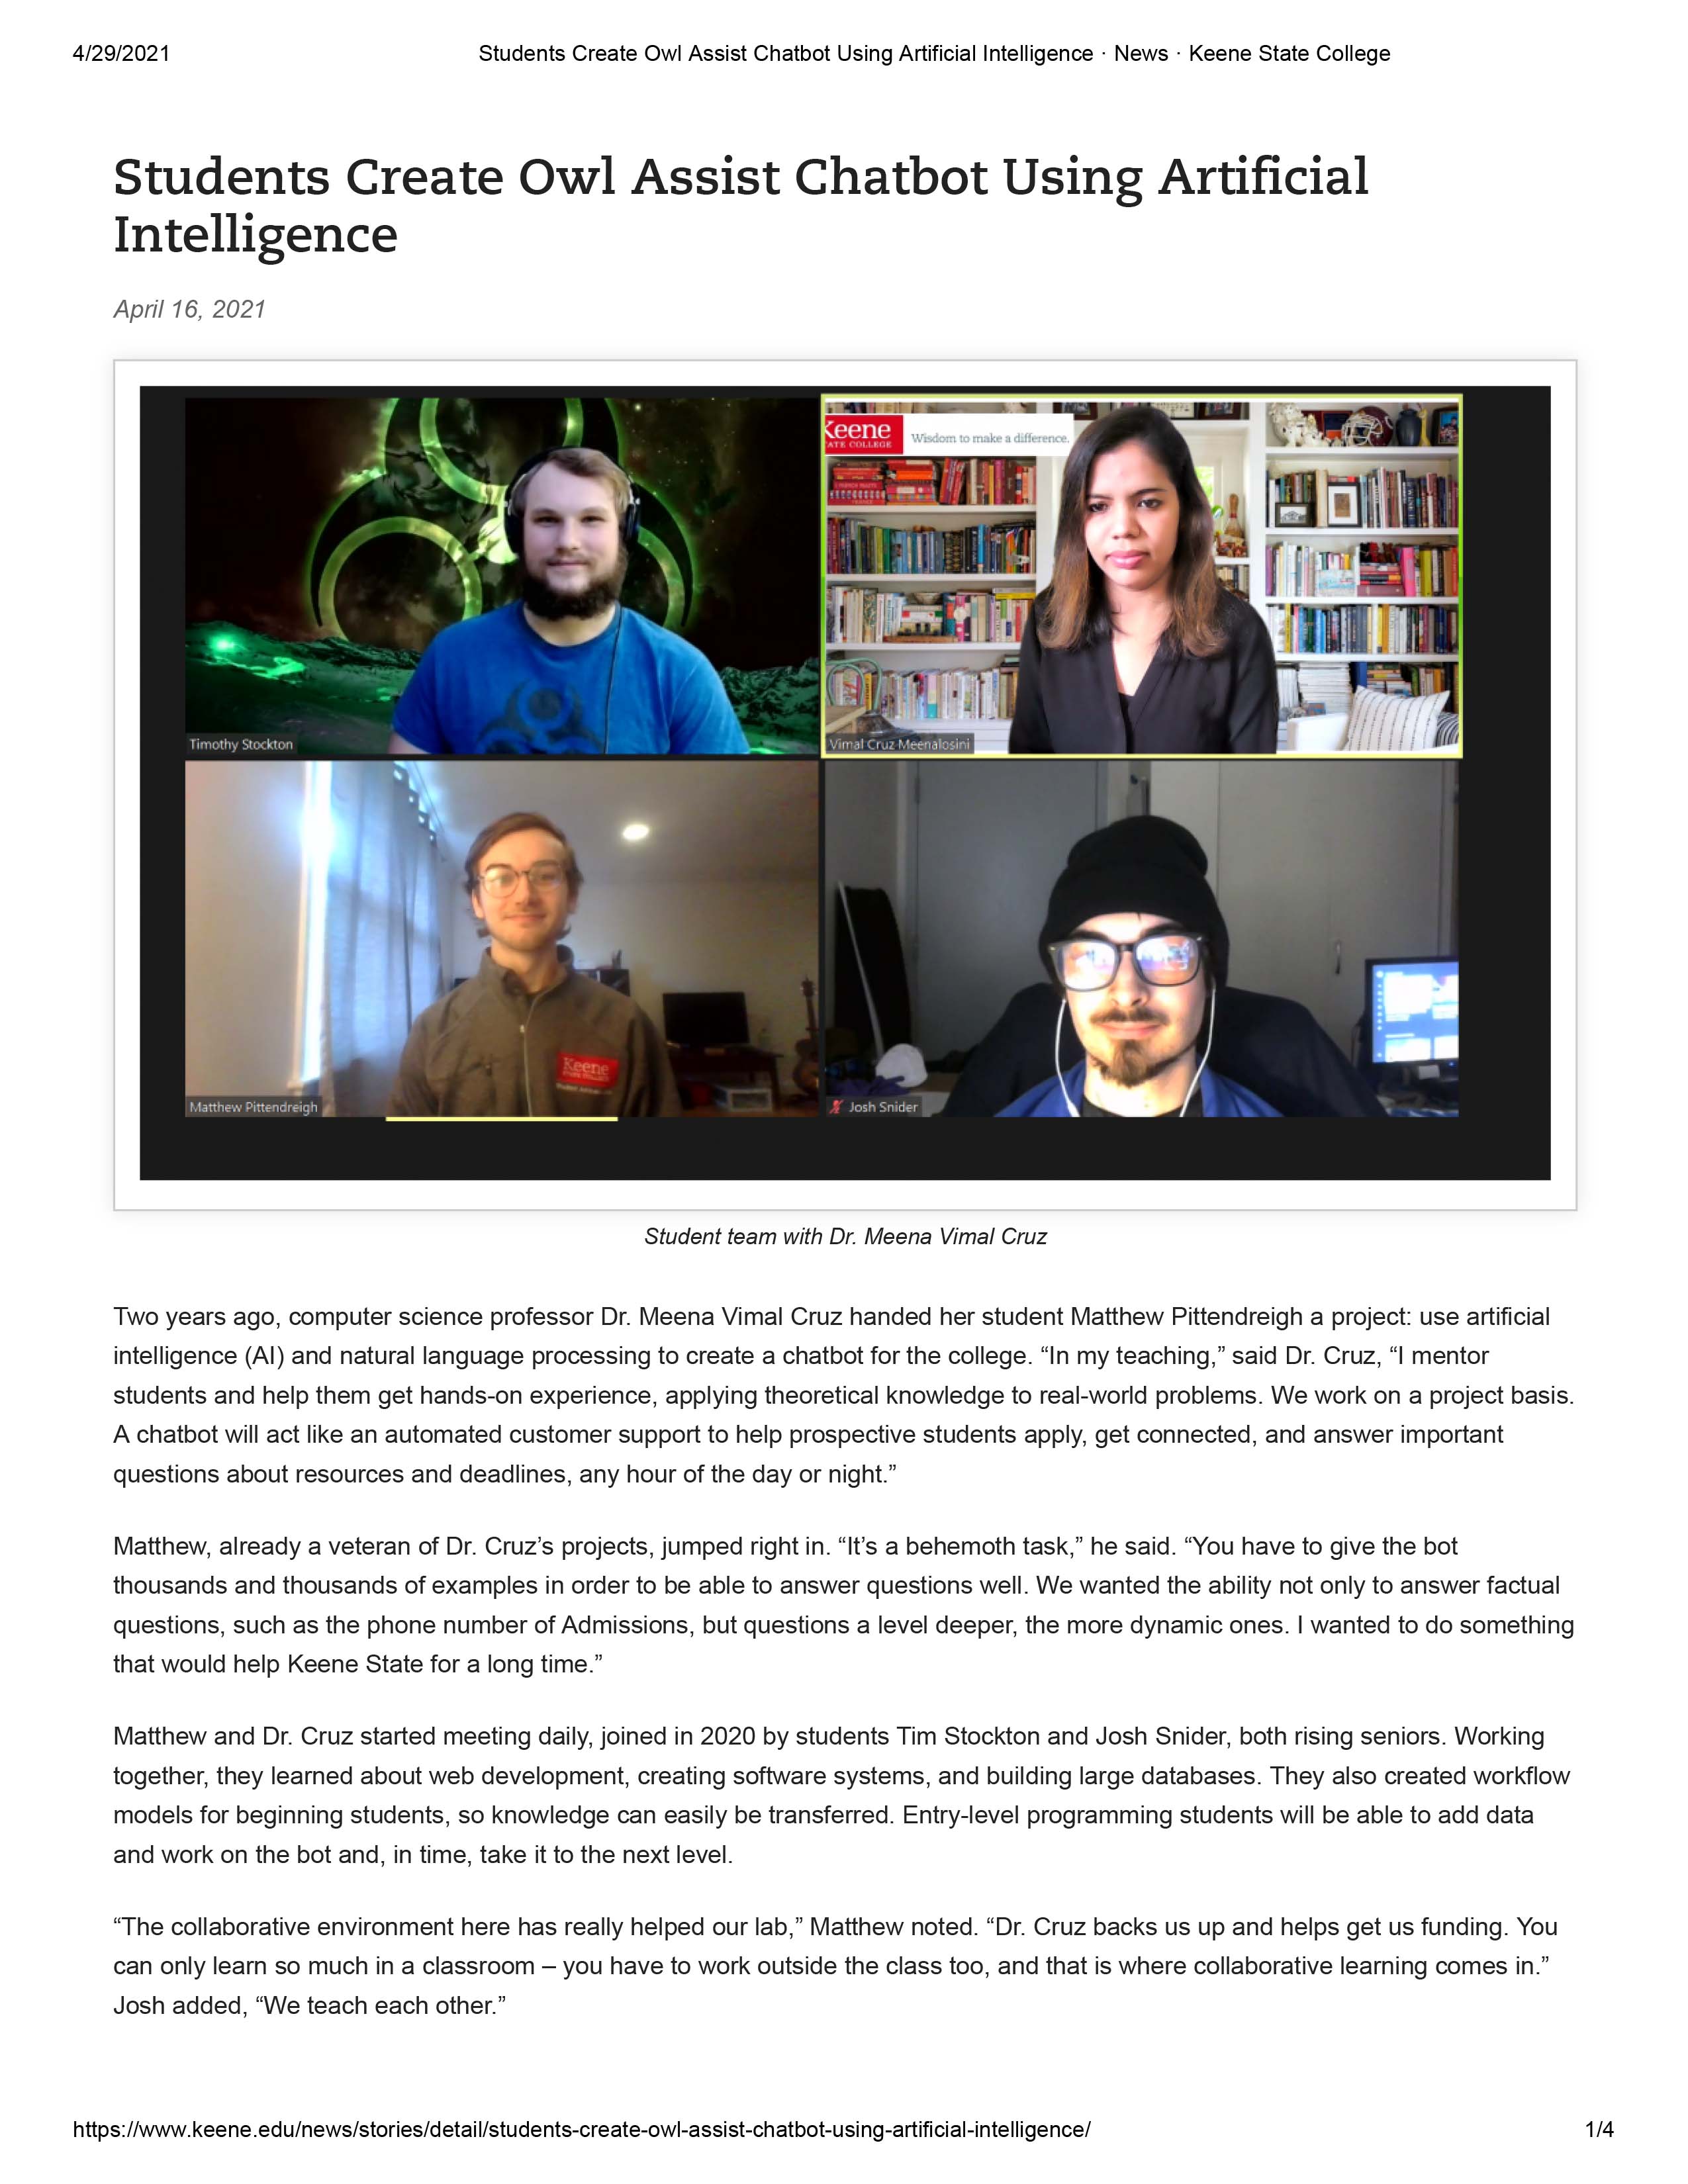 4/29/2021
Students Create Owl Assist Chatbot Using Artificial Intelligence · News · Keene State College
Students Create Owl Assist Chatbot Using Artificial
Intelligence
April 16, 2021
Keene
ATE COLLEGE
Wisdom to make a difference.
Timothy Stockton
Vimal Cruz Meenalosini
Keene
STATE COLLEGE
Matthew Pittendreigh
Josh Snider
Student team with Dr. Meena Vimal Cruz
Two years ago, computer science professor Dr. Meena Vimal Cruz handed her student Matthew Pittendreigh a project: use artificial
intelligence (AI) and natural language processing to create a chatbot for the college. “In my teaching,” said Dr. Cruz, “I mentor
students and help them get hands-on experience, applying theoretical knowledge to real-world problems. We work on a project basis.
A chatbot will act like an automated customer support to help prospective students apply, get connected, and answer important
questions about resources and deadlines, any hour of the day or night.”
Matthew, already a veteran of Dr. Cruz’s projects, jumped right in. “It’s a behemoth task,” he said. “You have to give the bot
thousands and thousands of examples in order to be able to answer questions well. We wanted the ability not only to answer factual
questions, such as the phone number of Admissions, but questions a level deeper, the more dynamic ones. I wanted to do something
that would help Keene State for a long time.”
Matthew and Dr. Cruz started meeting daily, joined in 2020 by students Tim Stockton and Josh Snider, both rising seniors. Working
together, they learned about web development, creating software systems, and building large databases. They also created workflow
models for beginning students, so knowledge can easily be transferred. Entry-level programming students will be able to add data
and work on the bot and, in time, take it to the next level.
“The collaborative environment here has really helped our lab,” Matthew noted. “Dr. Cruz backs us up and helps get us funding. You
can only learn so much in a classroom – you have to work outside the class too, and that is where collaborative learning comes in.”
Josh added, “We teach each other.”
https://www.keene.edu/news/stories/detail/students-create-owl-assist-chatbot-using-artificial-intelligence/
1/4